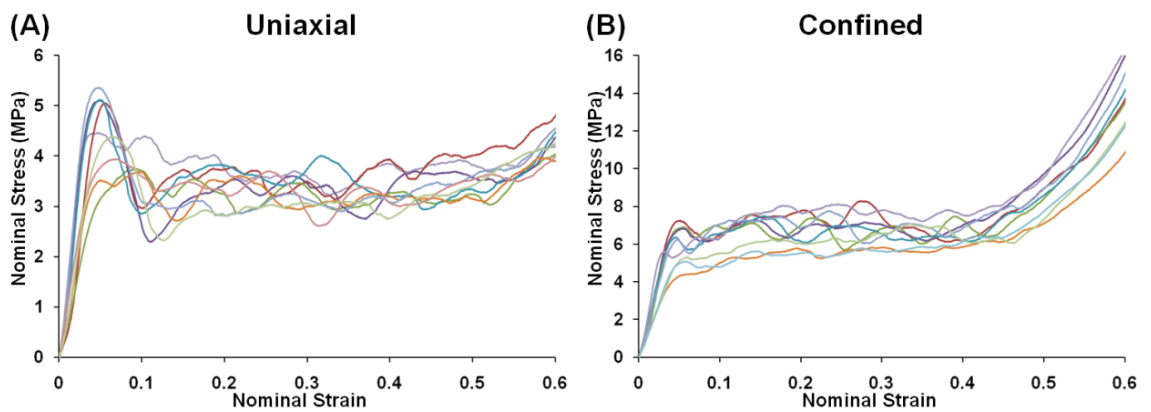 (A) Uniaxial
Nominal Stress (MPa)
6
5
4
3
2
1
0
0 0.1 0.2 0.3 0.4 0.5 0.6
Nominal Strain
(B) Confined
Nominal Stress (MPa)
16
14
12
10
8
6
4
2
0
0 0.1 0.2 0.3 0.4 0.5 0.6
Nominal Strain